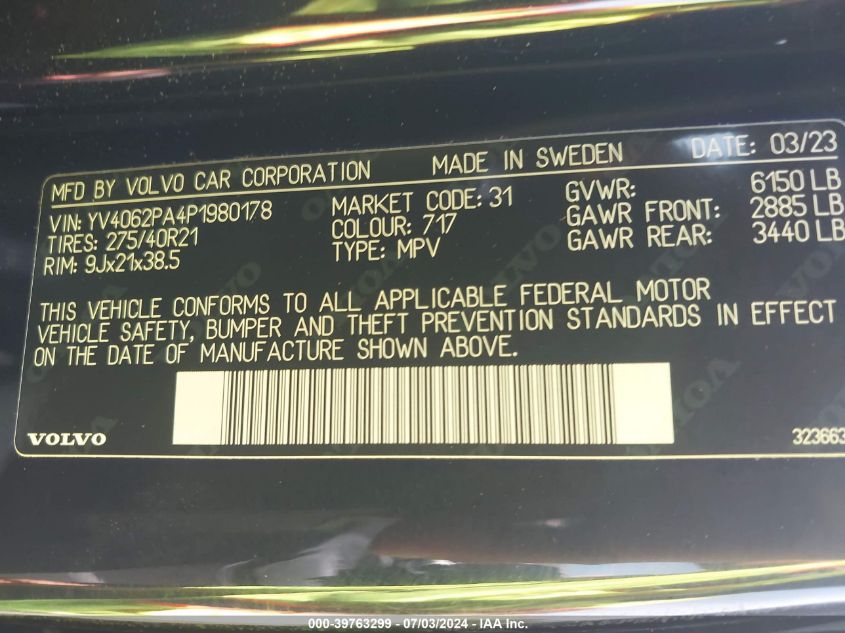 MFD BY VOLVO CAR CORPORATION MADE IN SWEDEN DATE: 03/23
VIN: YV4062PA4P1980178 MARKET CODE: 31 GVWR: 6150 LB
TIRES: 275/40R21 COLOUR: 717 GAWR FRONT: 2885 LB
RIM: 9Jx21x38.5 TYPE: MPV GAWR REAR: 3440 LB
THIS VEHICLE CONFORMS TO ALL APPLICABLE FEDERAL MOTOR
VEHICLE SAFETY, BUMPER AND THEFT PREVENTION STANDARDS IN EFFECT
ON THE DATE OF MANUFACTURE SHOWN ABOVE.
VOLVO 323663
000-39763299 - 07/03/2024 - IAA Inc.